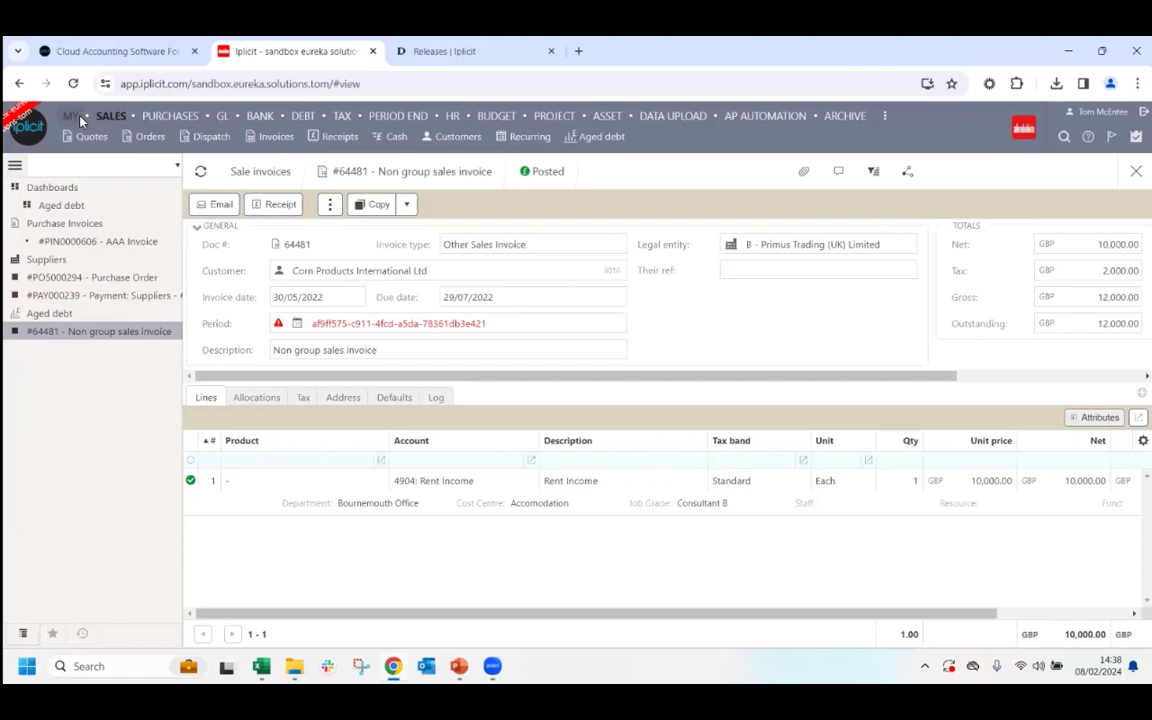 Cloud Accounting Software For
Iplicit - sandbox eureka solutio
Releases | Iplicit
app.iplicit.com/sandbox.eureka.solutions.tom/#view
iplicit
MY • SALES • PURCHASES • GL • BANK • DEBT • TAX • PERIOD END • HR • BUDGET • PROJECT • ASSET • DATA UPLOAD • AP AUTOMATION • ARCHIVE
Tom McEntee
Quotes Orders Dispatch Invoices Receipts Cash Customers Recurring Aged debt
Sale invoices #64481 - Non group sales invoice Posted
Dashboards
Aged debt
Purchase Invoices
#PIN0000606 - AAA Invoice
Suppliers
#PO5000294 - Purchase Order
#PAY000239 - Payment: Suppliers - #
Aged debt
#64481 - Non group sales invoice
Email Receipt Copy
GENERAL
Doc #: 64481 Invoice type: Other Sales Invoice Legal entity: B - Primus Trading (UK) Limited
Customer: Corn Products International Ltd 6010 Their ref:
Invoice date: 30/05/2022 Due date: 29/07/2022
Period: af9ff575-c911-4fcd-a5da-78361db3e421
Description: Non group sales invoice
TOTALS
Net: GBP 10,000.00
Tax: GBP 2,000.00
Gross: GBP 12,000.00
Outstanding: GBP 12,000.00
Lines Allocations Tax Address Defaults Log
Attributes
# Product Account Description Tax band Unit Qty Unit price Net
1 - 4904: Rent Income Rent Income Standard Each 1 GBP 10,000.00 GBP 10,000.00 GBP
Department: Bournemouth Office Cost Centre: Accomodation Job Grade: Consultant B Staff: Resource: Fund:
1 - 1 1.00 GBP 10,000.00 GBP
Search
14:38
08/02/2024